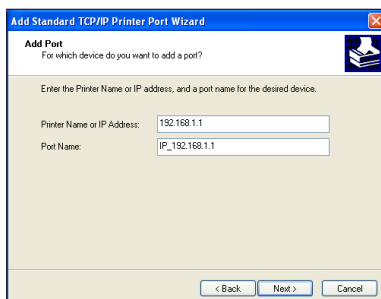 Add Standard TCP/IP Printer Port Wizard
Add Port
For which device do you want to add a port?
Enter the Printer Name or IP address, and a port name for the desired device.
Printer Name or IP Address: 192.168.1.1
Port Name: IP_192.168.1.1
< Back Next > Cancel